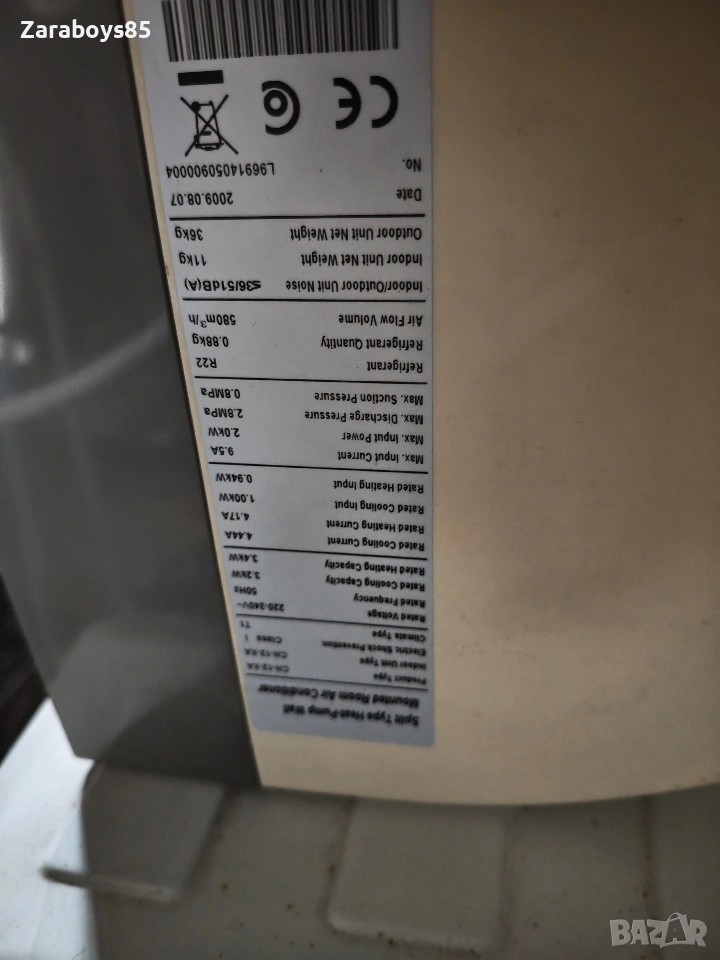 Zaraboys85
Split Type Heat-Pump Wall
Mounted Room Air Conditioner
Product Type
Indoor Unit Type
Electric Shock Prevention Class I
Climate Type T1
Rated Voltage 220-240V~
Rated Frequency 50Hz
Rated Cooling Capacity 3.2kW
Rated Heating Capacity 3.4kW
Rated Cooling Current 4.44A
Rated Heating Current 4.17A
Rated Cooling Input 1.00kW
Rated Heating Input 0.94kW
Max. Input Current 9.5A
Max. Input Power 2.0kW
Max. Discharge Pressure 2.8MPa
Max. Suction Pressure 0.8MPa
Refrigerant R22
Refrigerant Quantity 0.88kg
Air Flow Volume 580m³/h
Indoor/Outdoor Unit Noise ≤36/51dB(A)
Indoor Unit Net Weight 11kg
Outdoor Unit Net Weight 36kg
Date 2009.08.07
No. L969140509000004
CE
BAZAR